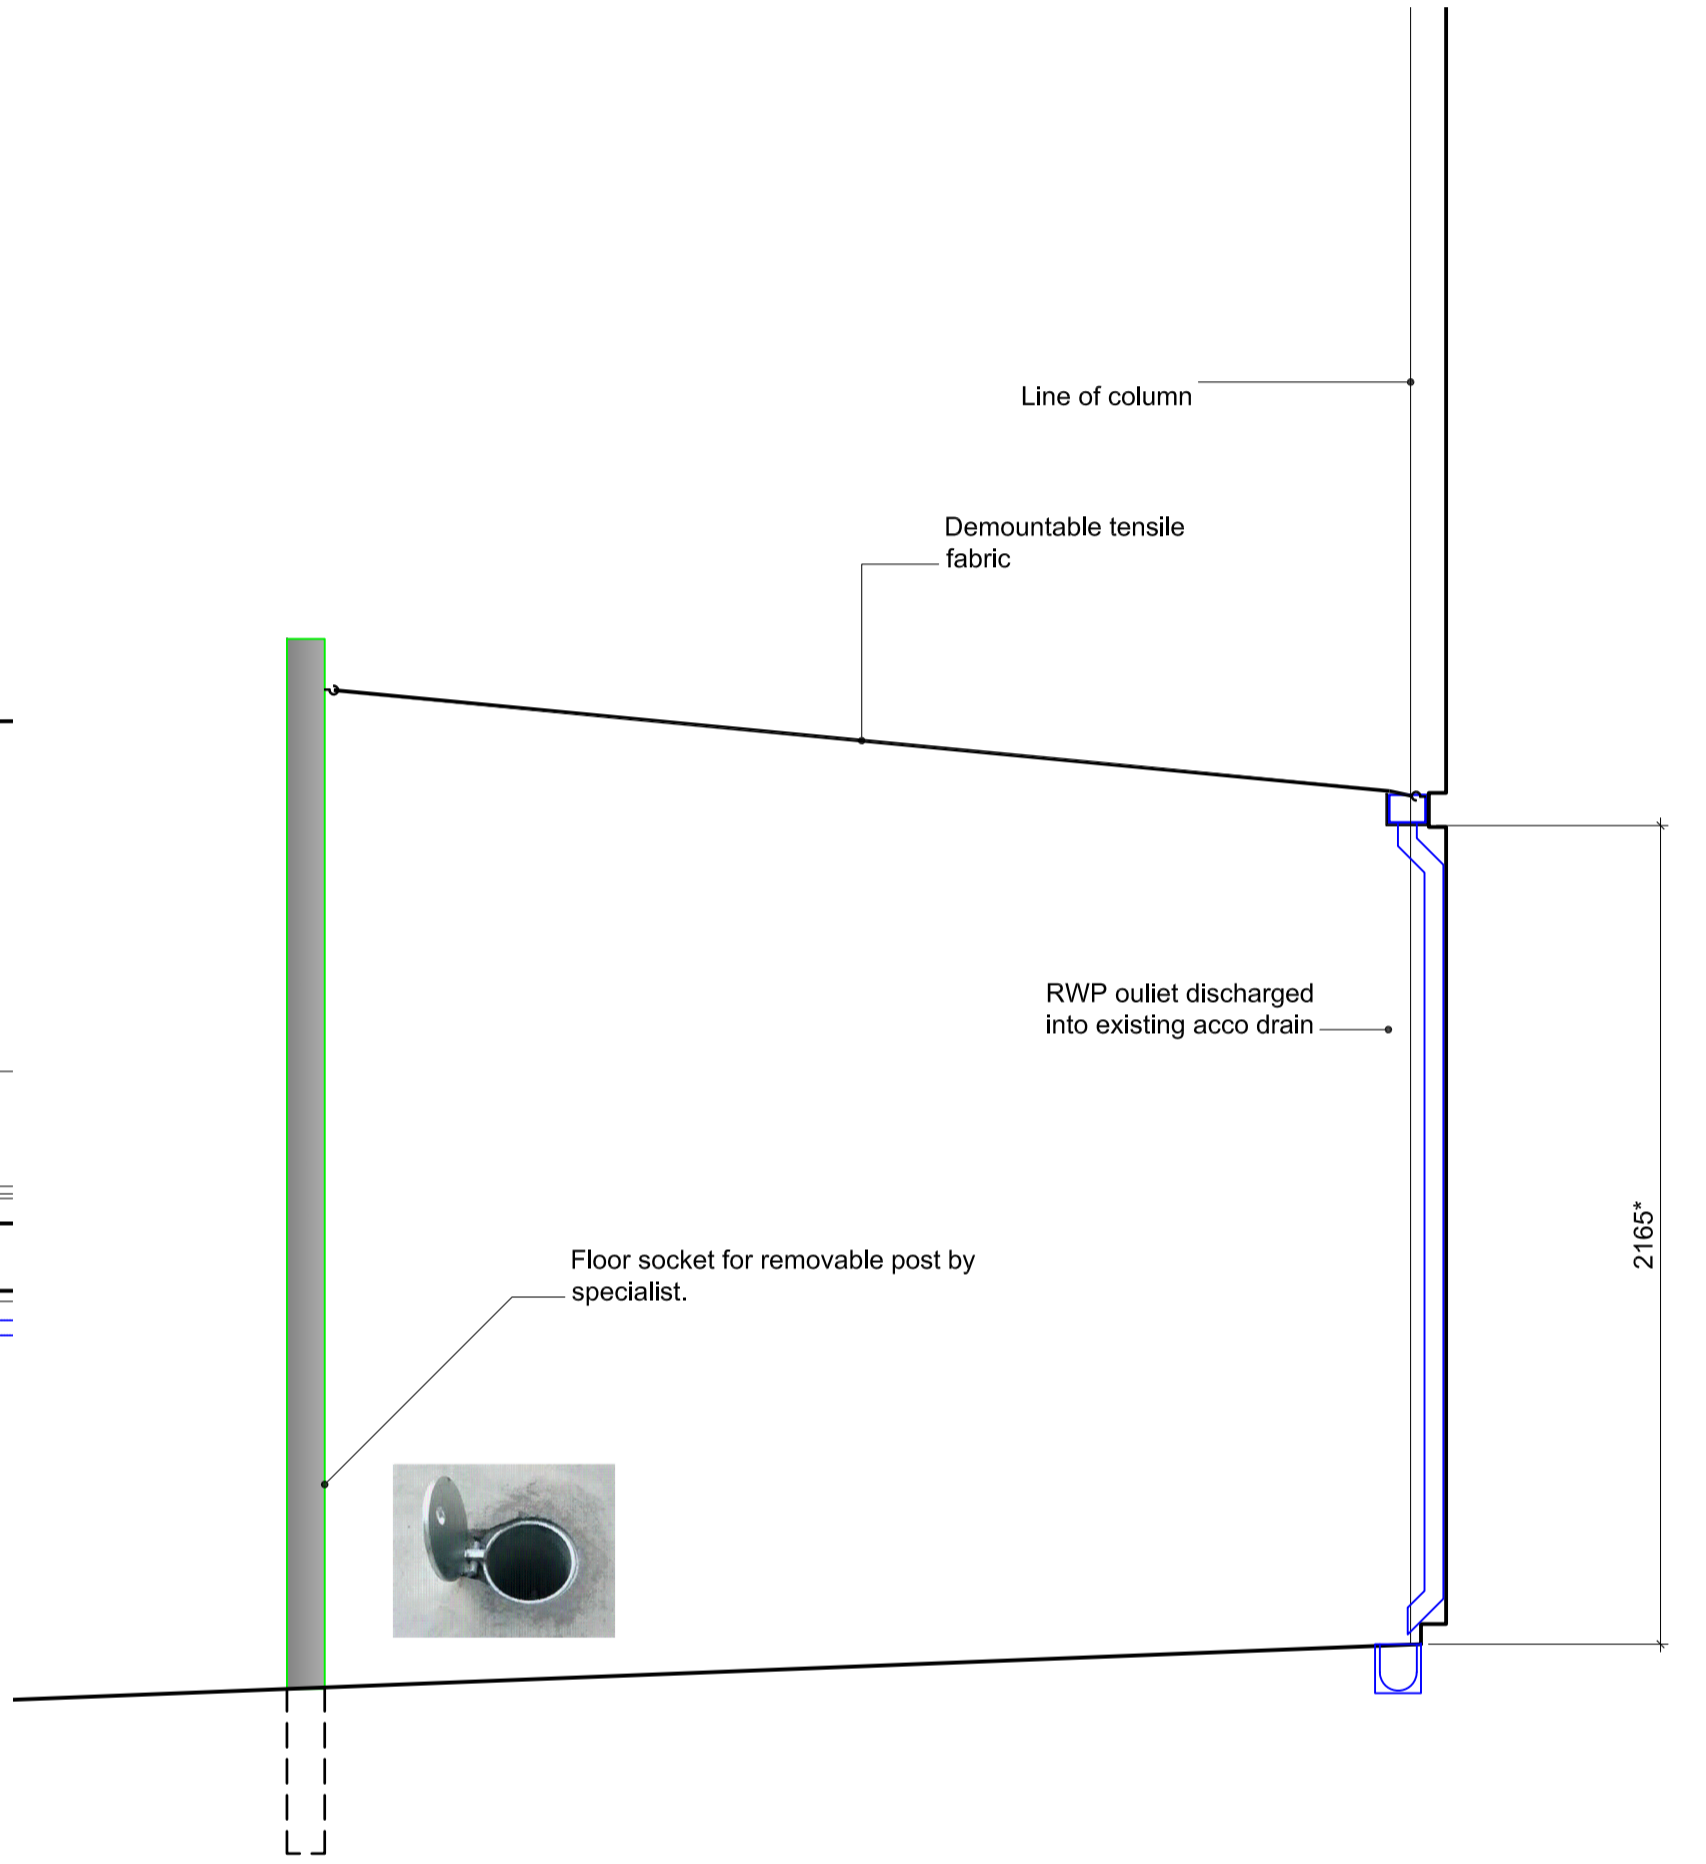 Line of column
Demountable tensile
fabric
RWP ouliet discharged
into existing acco drain
2165*
Floor socket for removable post by
specialist.